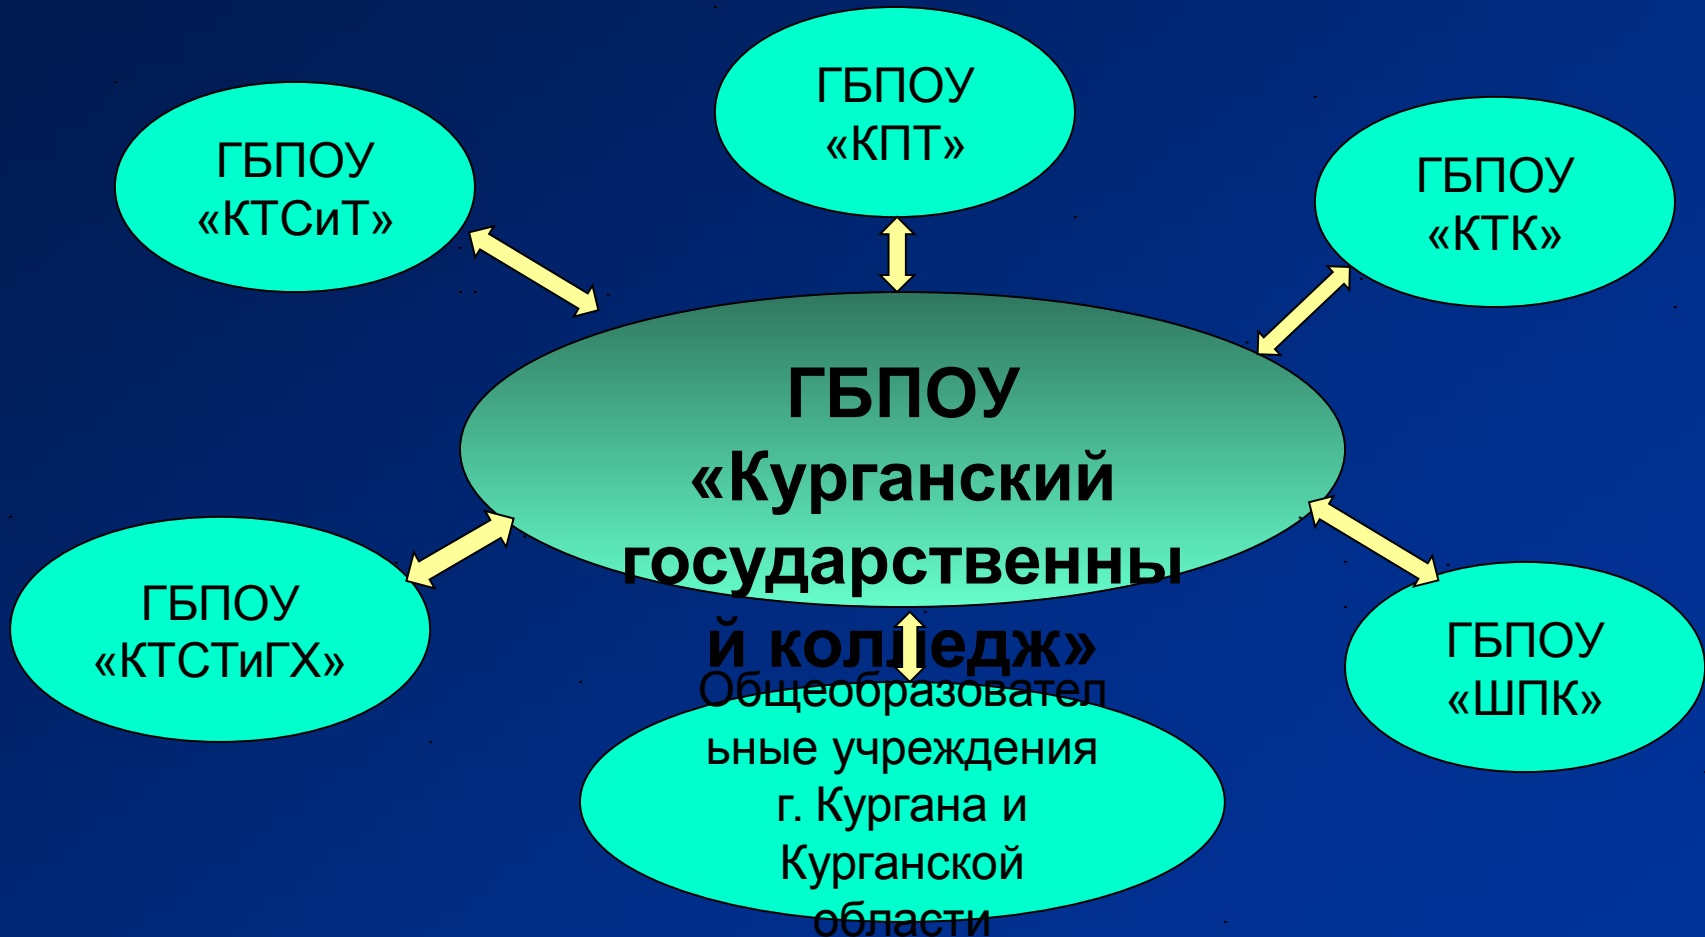 ГБПОУ
«КПТ»
ГБПОУ
«КТСиТ»
ГБПОУ
«КТК»
ГБПОУ
«Курганский
государственны
й колледж»
ГБПОУ
«КТСТиГХ»
ГБПОУ
«ШПК»
Общеобразовател
ьные учреждения
г. Кургана и
Курганской
области